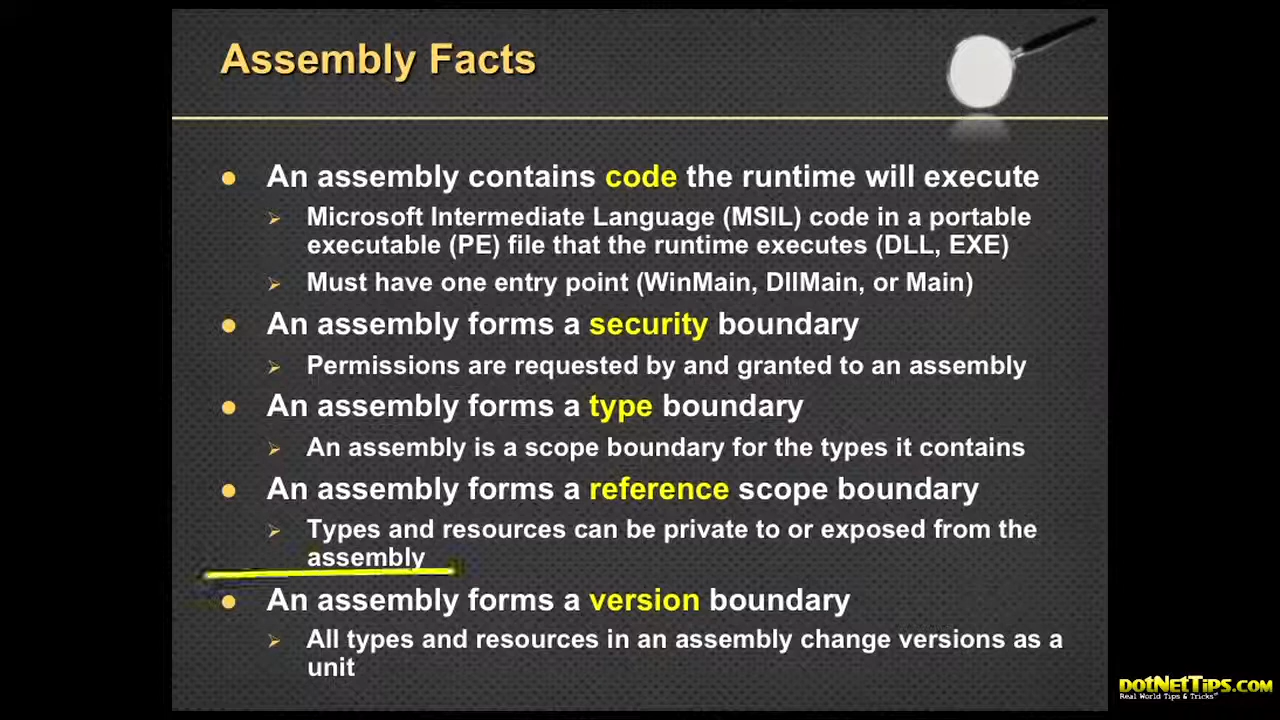 Assembly Facts
An assembly contains code the runtime will execute
Microsoft Intermediate Language (MSIL) code in a portable
executable (PE) file that the runtime executes (DLL, EXE)
Must have one entry point (WinMain, DllMain, or Main)
An assembly forms a security boundary
Permissions are requested by and granted to an assembly
An assembly forms a type boundary
An assembly is a scope boundary for the types it contains
An assembly forms a reference scope boundary
Types and resources can be private to or exposed from the
assembly
An assembly forms a version boundary
All types and resources in an assembly change versions as a
unit
dotNetTips.com
Real World Tips & Tricks